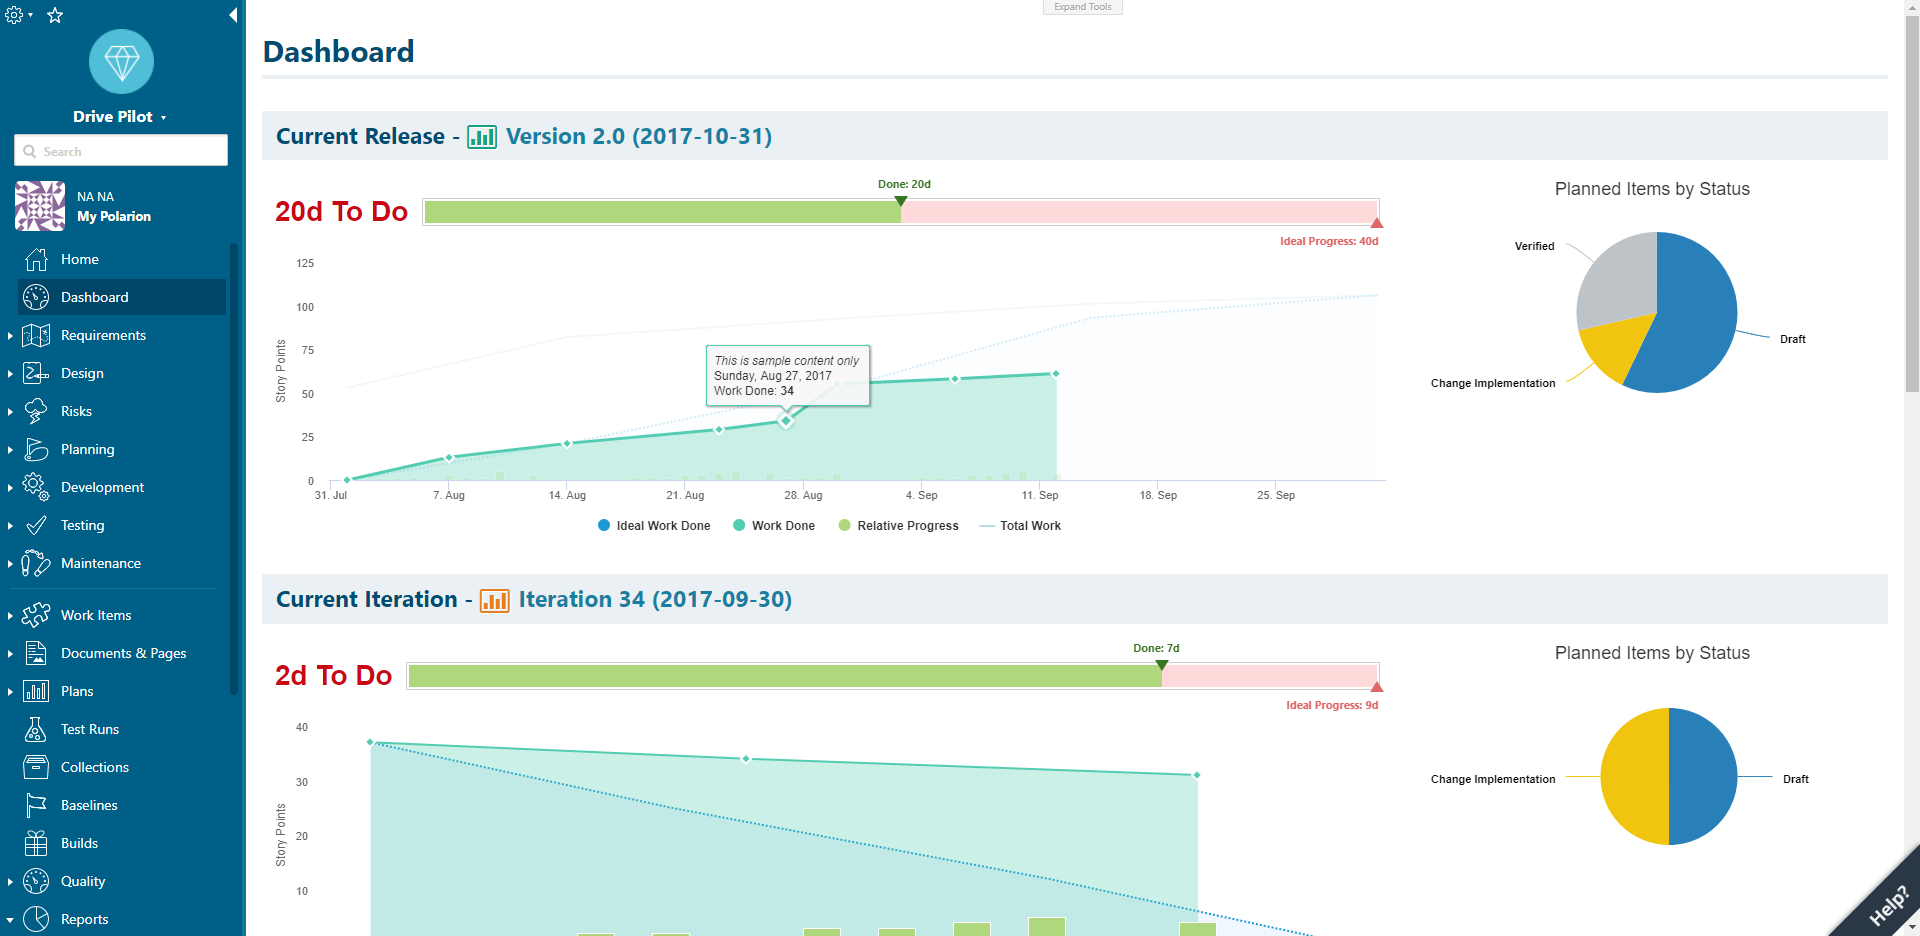 Expand Tools
Drive Pilot
Search
NA NA
My Polarion
Home
Dashboard
Requirements
Design
Risks
Planning
Development
Testing
Maintenance
Work Items
Documents & Pages
Plans
Test Runs
Collections
Baselines
Builds
Quality
Reports
Dashboard
Current Release - Version 2.0 (2017-10-31)
20d To Do
Done: 20d
Ideal Progress: 40d
125
100
75
50
25
0
Story Points
This is sample content only
Sunday, Aug 27, 2017
Work Done: 34
31. Jul 7. Aug 14. Aug 21. Aug 28. Aug 4. Sep 11. Sep 18. Sep 25. Sep
Ideal Work Done Work Done Relative Progress Total Work
Planned Items by Status
Verified
Draft
Change Implementation
Current Iteration - Iteration 34 (2017-09-30)
2d To Do
Done: 7d
Ideal Progress: 9d
40
30
20
10
Story Points
Planned Items by Status
Change Implementation
Draft
Help?